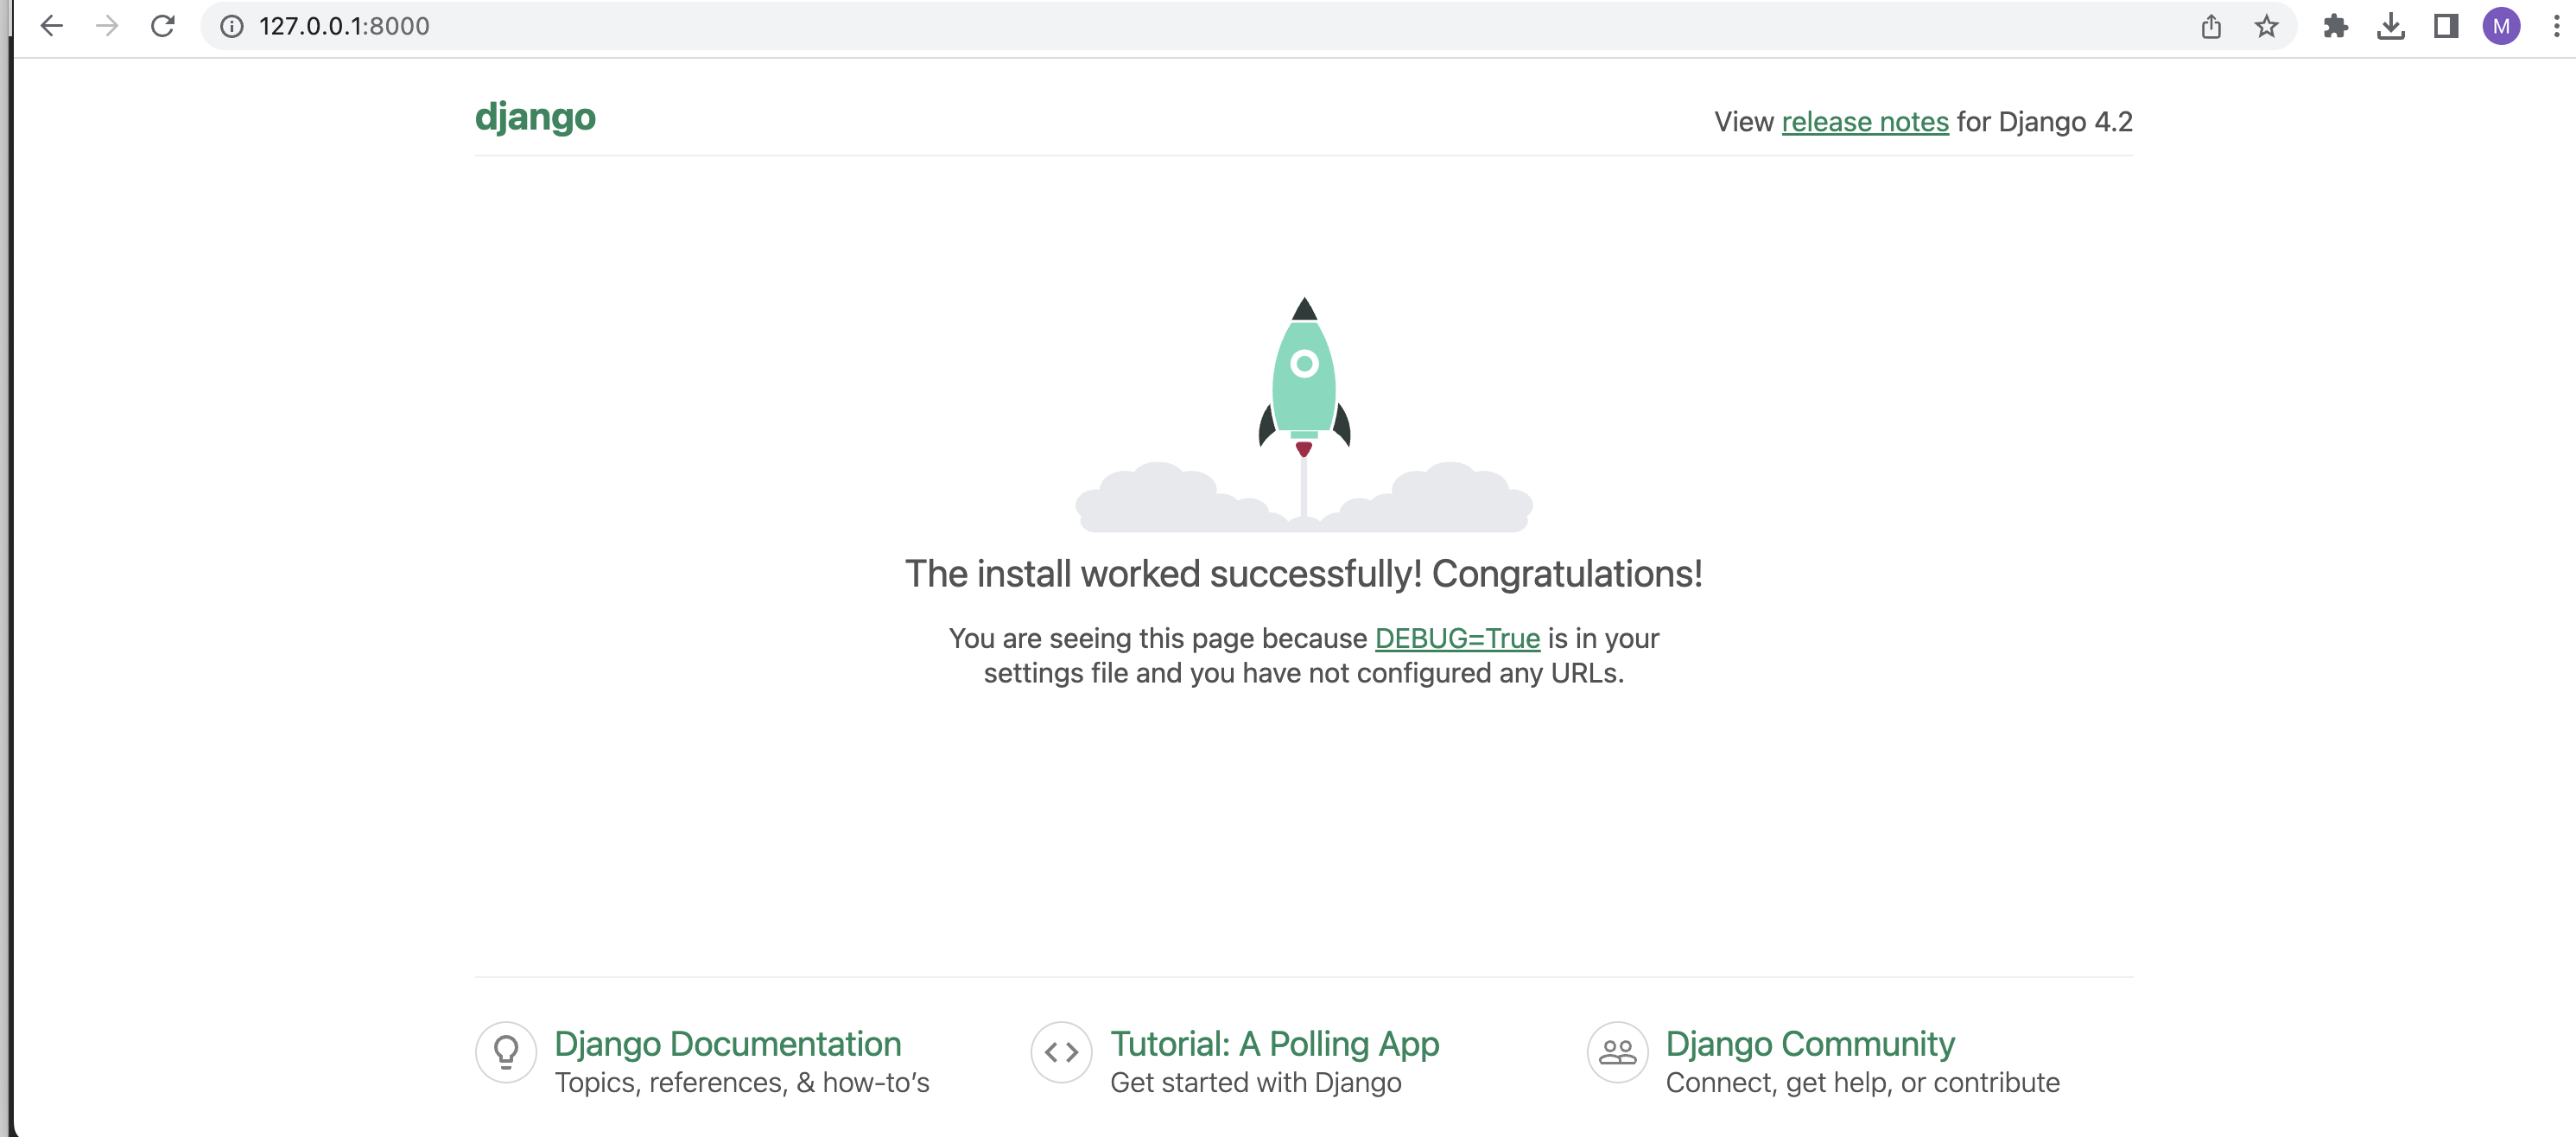 127.0.0.1:8000
M
django
View release notes for Django 4.2
The install worked successfully! Congratulations!
You are seeing this page because DEBUG=True is in your
settings file and you have not configured any URLs.
Django Documentation
Topics, references, & how-to’s
Tutorial: A Polling App
Get started with Django
Django Community
Connect, get help, or contribute